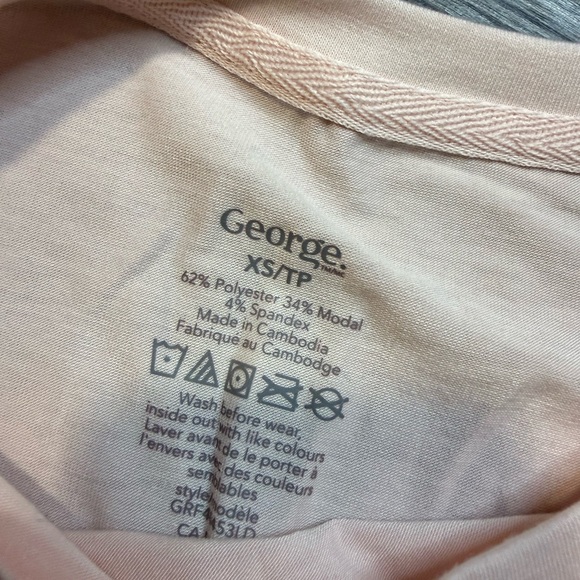 George.
XS/TP
62% Polyester 34% Modal
4% Spandex
Made in Cambodia
Fabriqué au Cambodge
Wash before wear,
inside out with like colours
Laver avant de le porter à
l'envers avec des couleurs
semblables
style/modèle